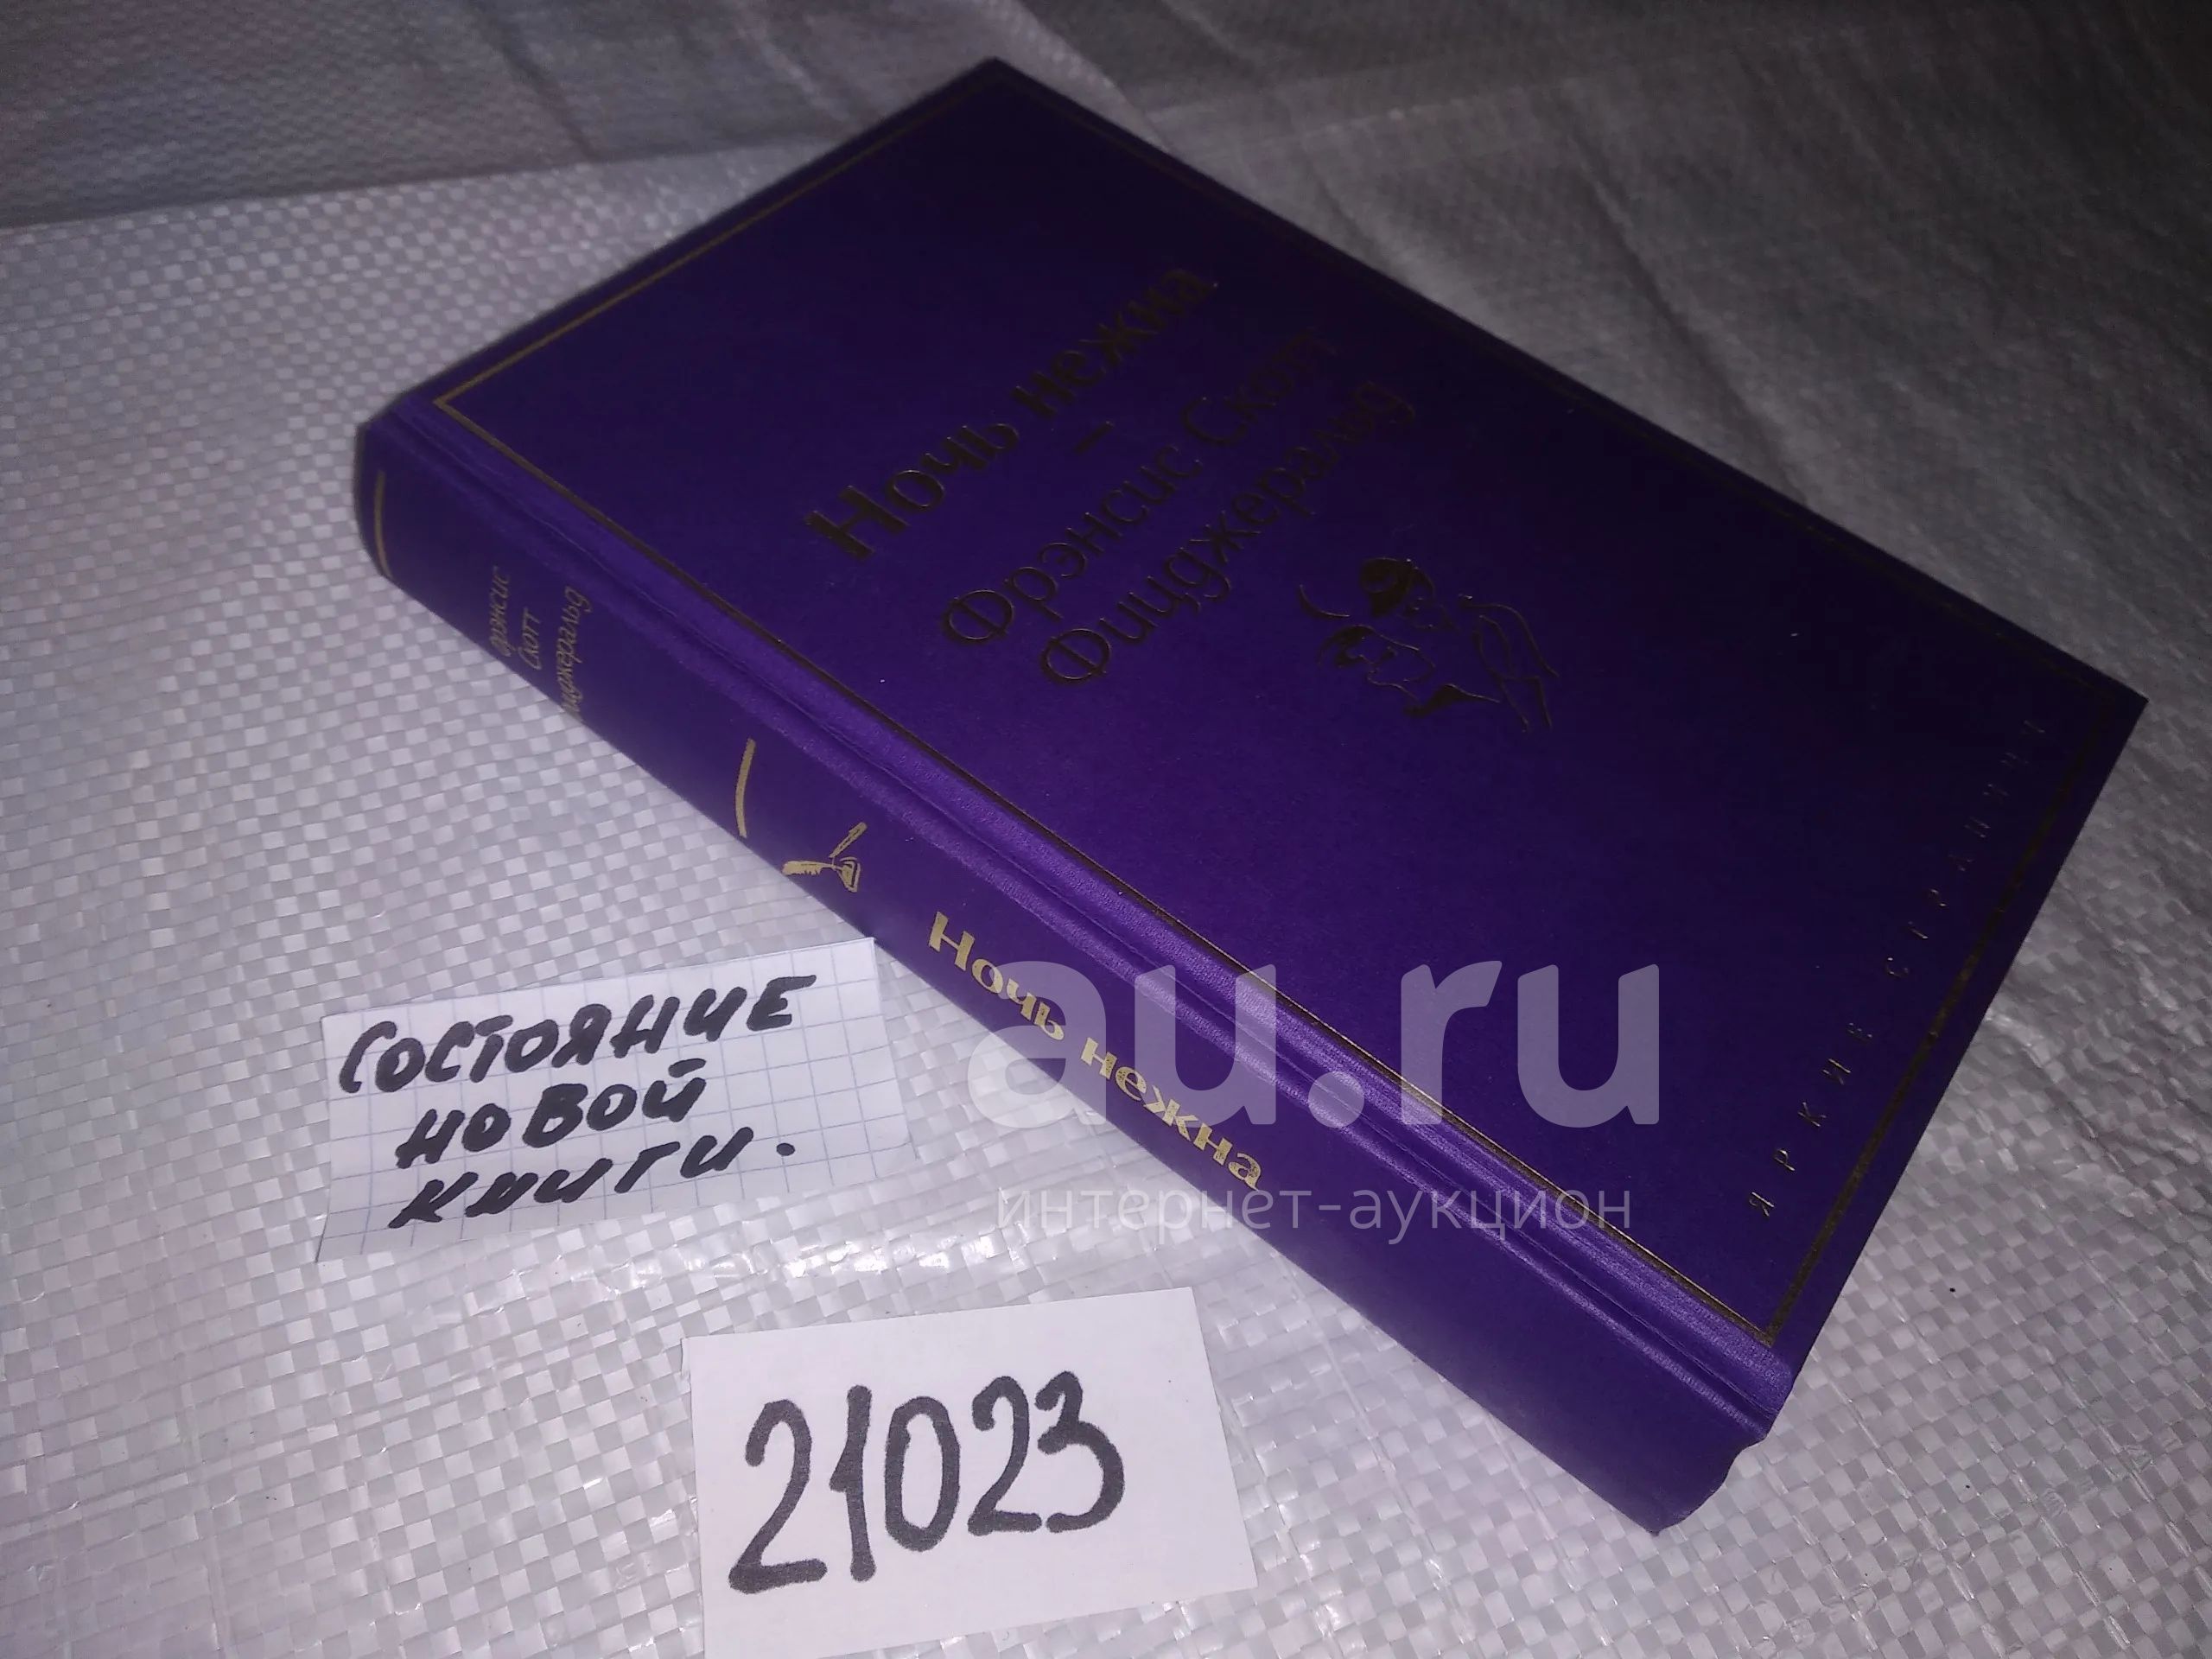 Ночь нежна
Фрэнсис Скотт
Фицджеральд
ЯРКИЕ СТРАНИЦЫ
Фрэнсис
Скотт
Фицджеральд
Ночь нежна
СОСТОЯНИЕ
НОВОЙ
КНИГИ.
21023
au.ru
интернет-аукцион